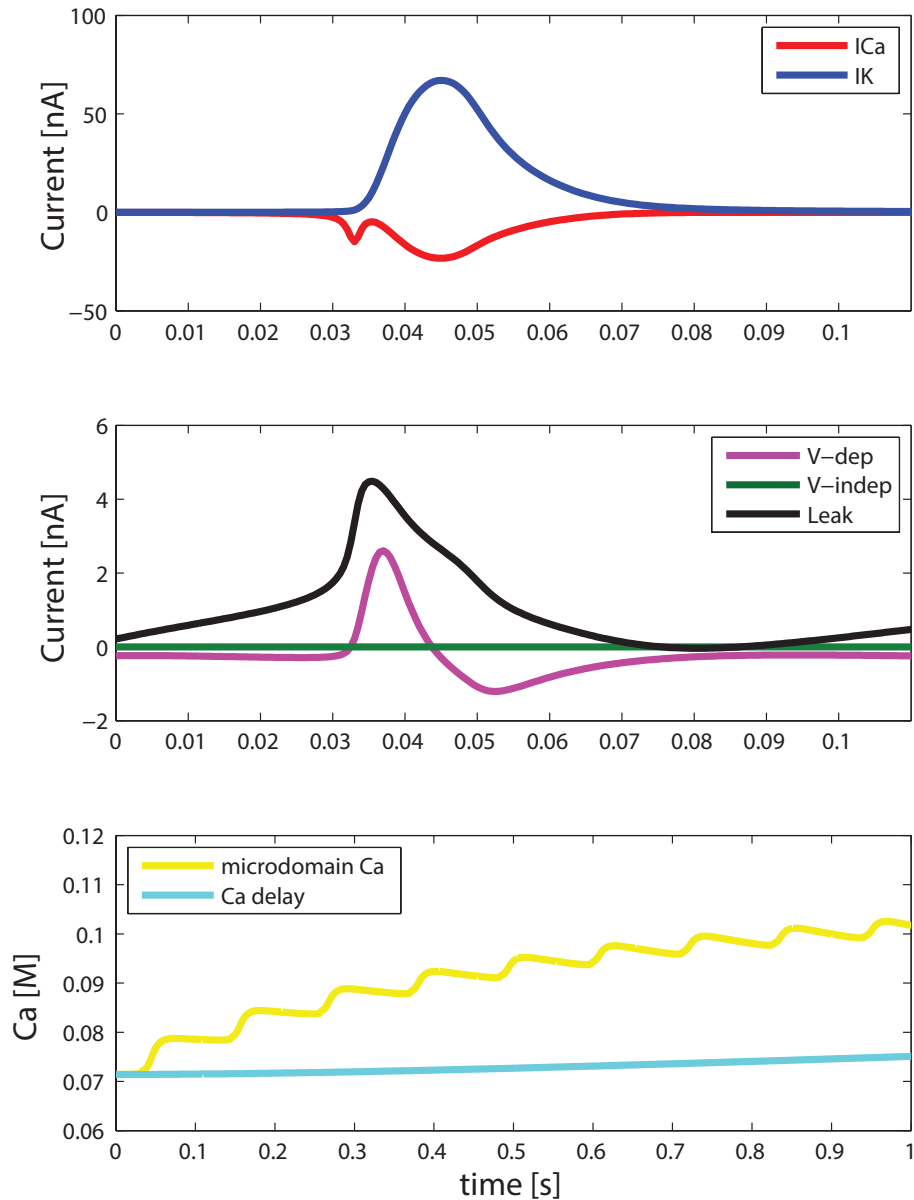 100
50
0
−50
Current [nA]
ICa
IK
0 0.01 0.02 0.03 0.04 0.05 0.06 0.07 0.08 0.09 0.1
6
4
2
0
−2
Current [nA]
V−dep
V−indep
Leak
0 0.01 0.02 0.03 0.04 0.05 0.06 0.07 0.08 0.09 0.1
0.12
0.11
0.1
0.09
0.08
0.07
0.06
Ca [M]
microdomain Ca
Ca delay
0 0.1 0.2 0.3 0.4 0.5 0.6 0.7 0.8 0.9 1
time [s]